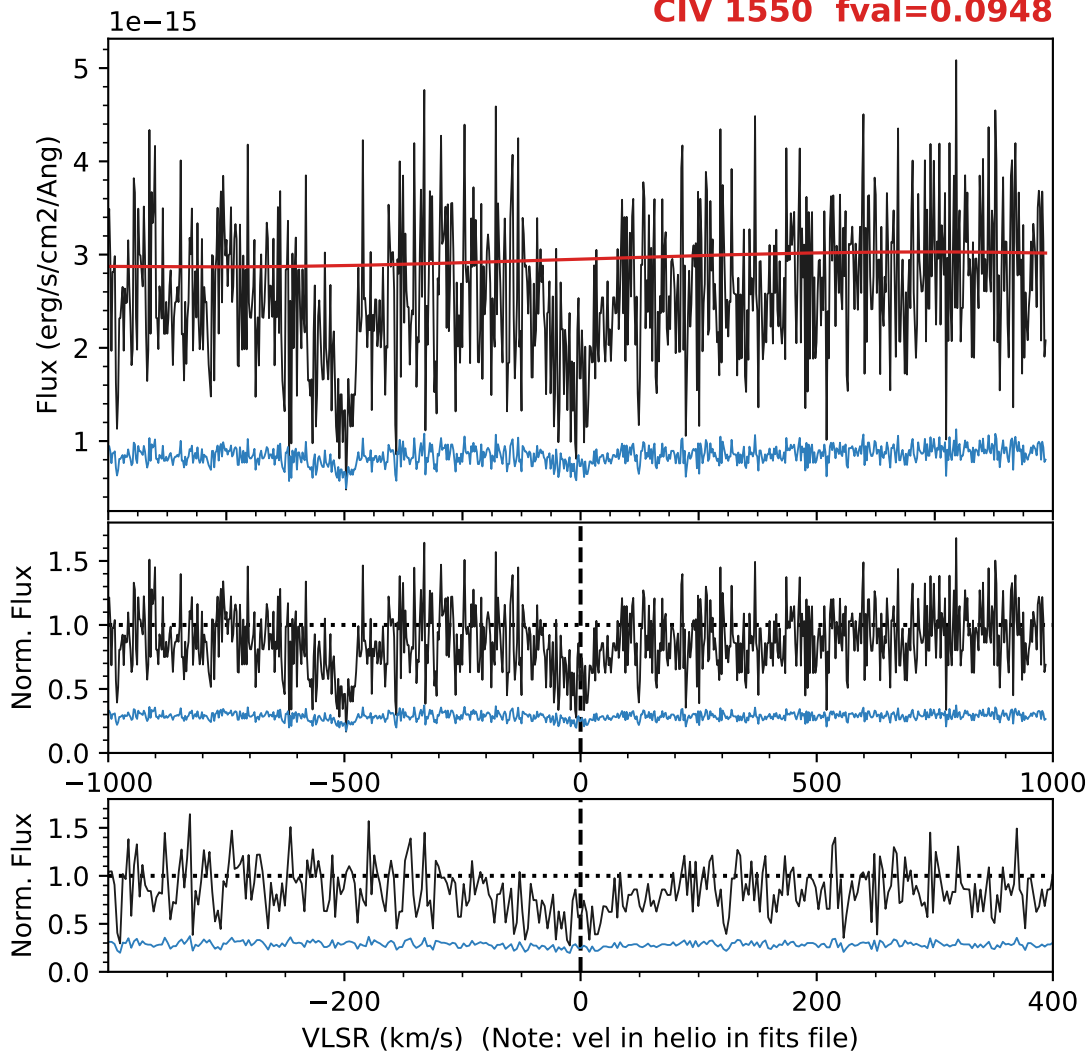 1e−15
CIV 1550 fval=0.0948
5
4
3
2
1
Flux (erg/s/cm2/Ang)
1.5
1.0
0.5
0.0
Norm. Flux
−1000 −500 0 500 1000
1.5
1.0
0.5
0.0
Norm. Flux
−200 0 200 400
VLSR (km/s) (Note: vel in helio in fits file)